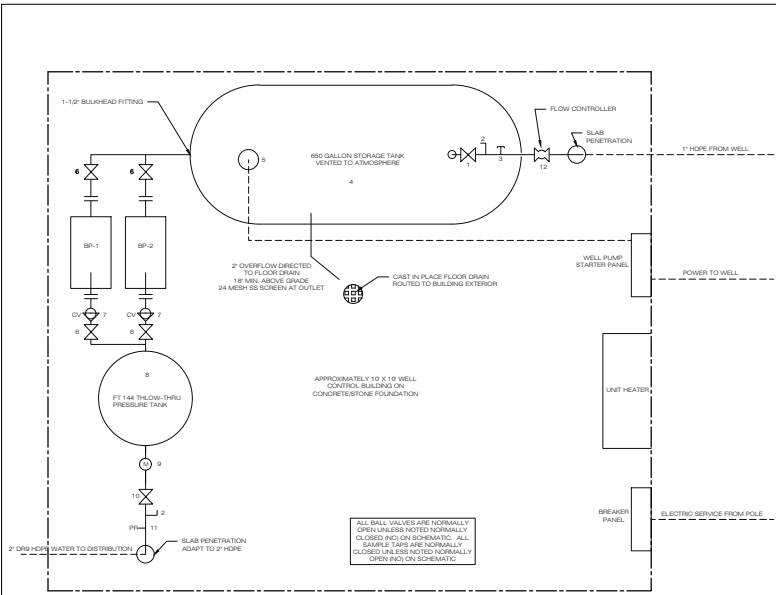 1-1/2" BULKHEAD FITTING
FLOW CONTROLLER
SLAB
PENETRATION
2
1" HDPE FROM WELL
650 GALLON STORAGE TANK
VENTED TO ATMOSPHERE
4
5
1
3
12
6
6
BP-1
BP-2
WELL PUMP
STARTER PANEL
POWER TO WELL
2" OVERFLOW DIRECTED
TO FLOOR DRAIN
18" MIN. ABOVE GRADE
24 MESH SS SCREEN AT OUTLET
CAST IN PLACE FLOOR DRAIN
ROUTED TO BUILDING EXTERIOR
CV
7
CV
7
6
6
8
FT 144 THLOW-THRU
PRESSURE TANK
APPROXIMATELY 10' X 10' WELL
CONTROL BUILDING ON
CONCRETE/STONE FOUNDATION
UNIT HEATER
M
9
10
2
PR
11
BREAKER
PANEL
ELECTRIC SERVICE FROM POLE
ALL BALL VALVES ARE NORMALLY
OPEN UNLESS NOTED NORMALLY
CLOSED (NC) ON SCHEMATIC. ALL
SAMPLE TAPS ARE NORMALLY
CLOSED UNLESS NOTED NORMALLY
OPEN (NO) ON SCHEMATIC
SLAB PENETRATION
ADAPT TO 2" HDPE
2" DR9 HDPE WATER TO DISTRIBUTION